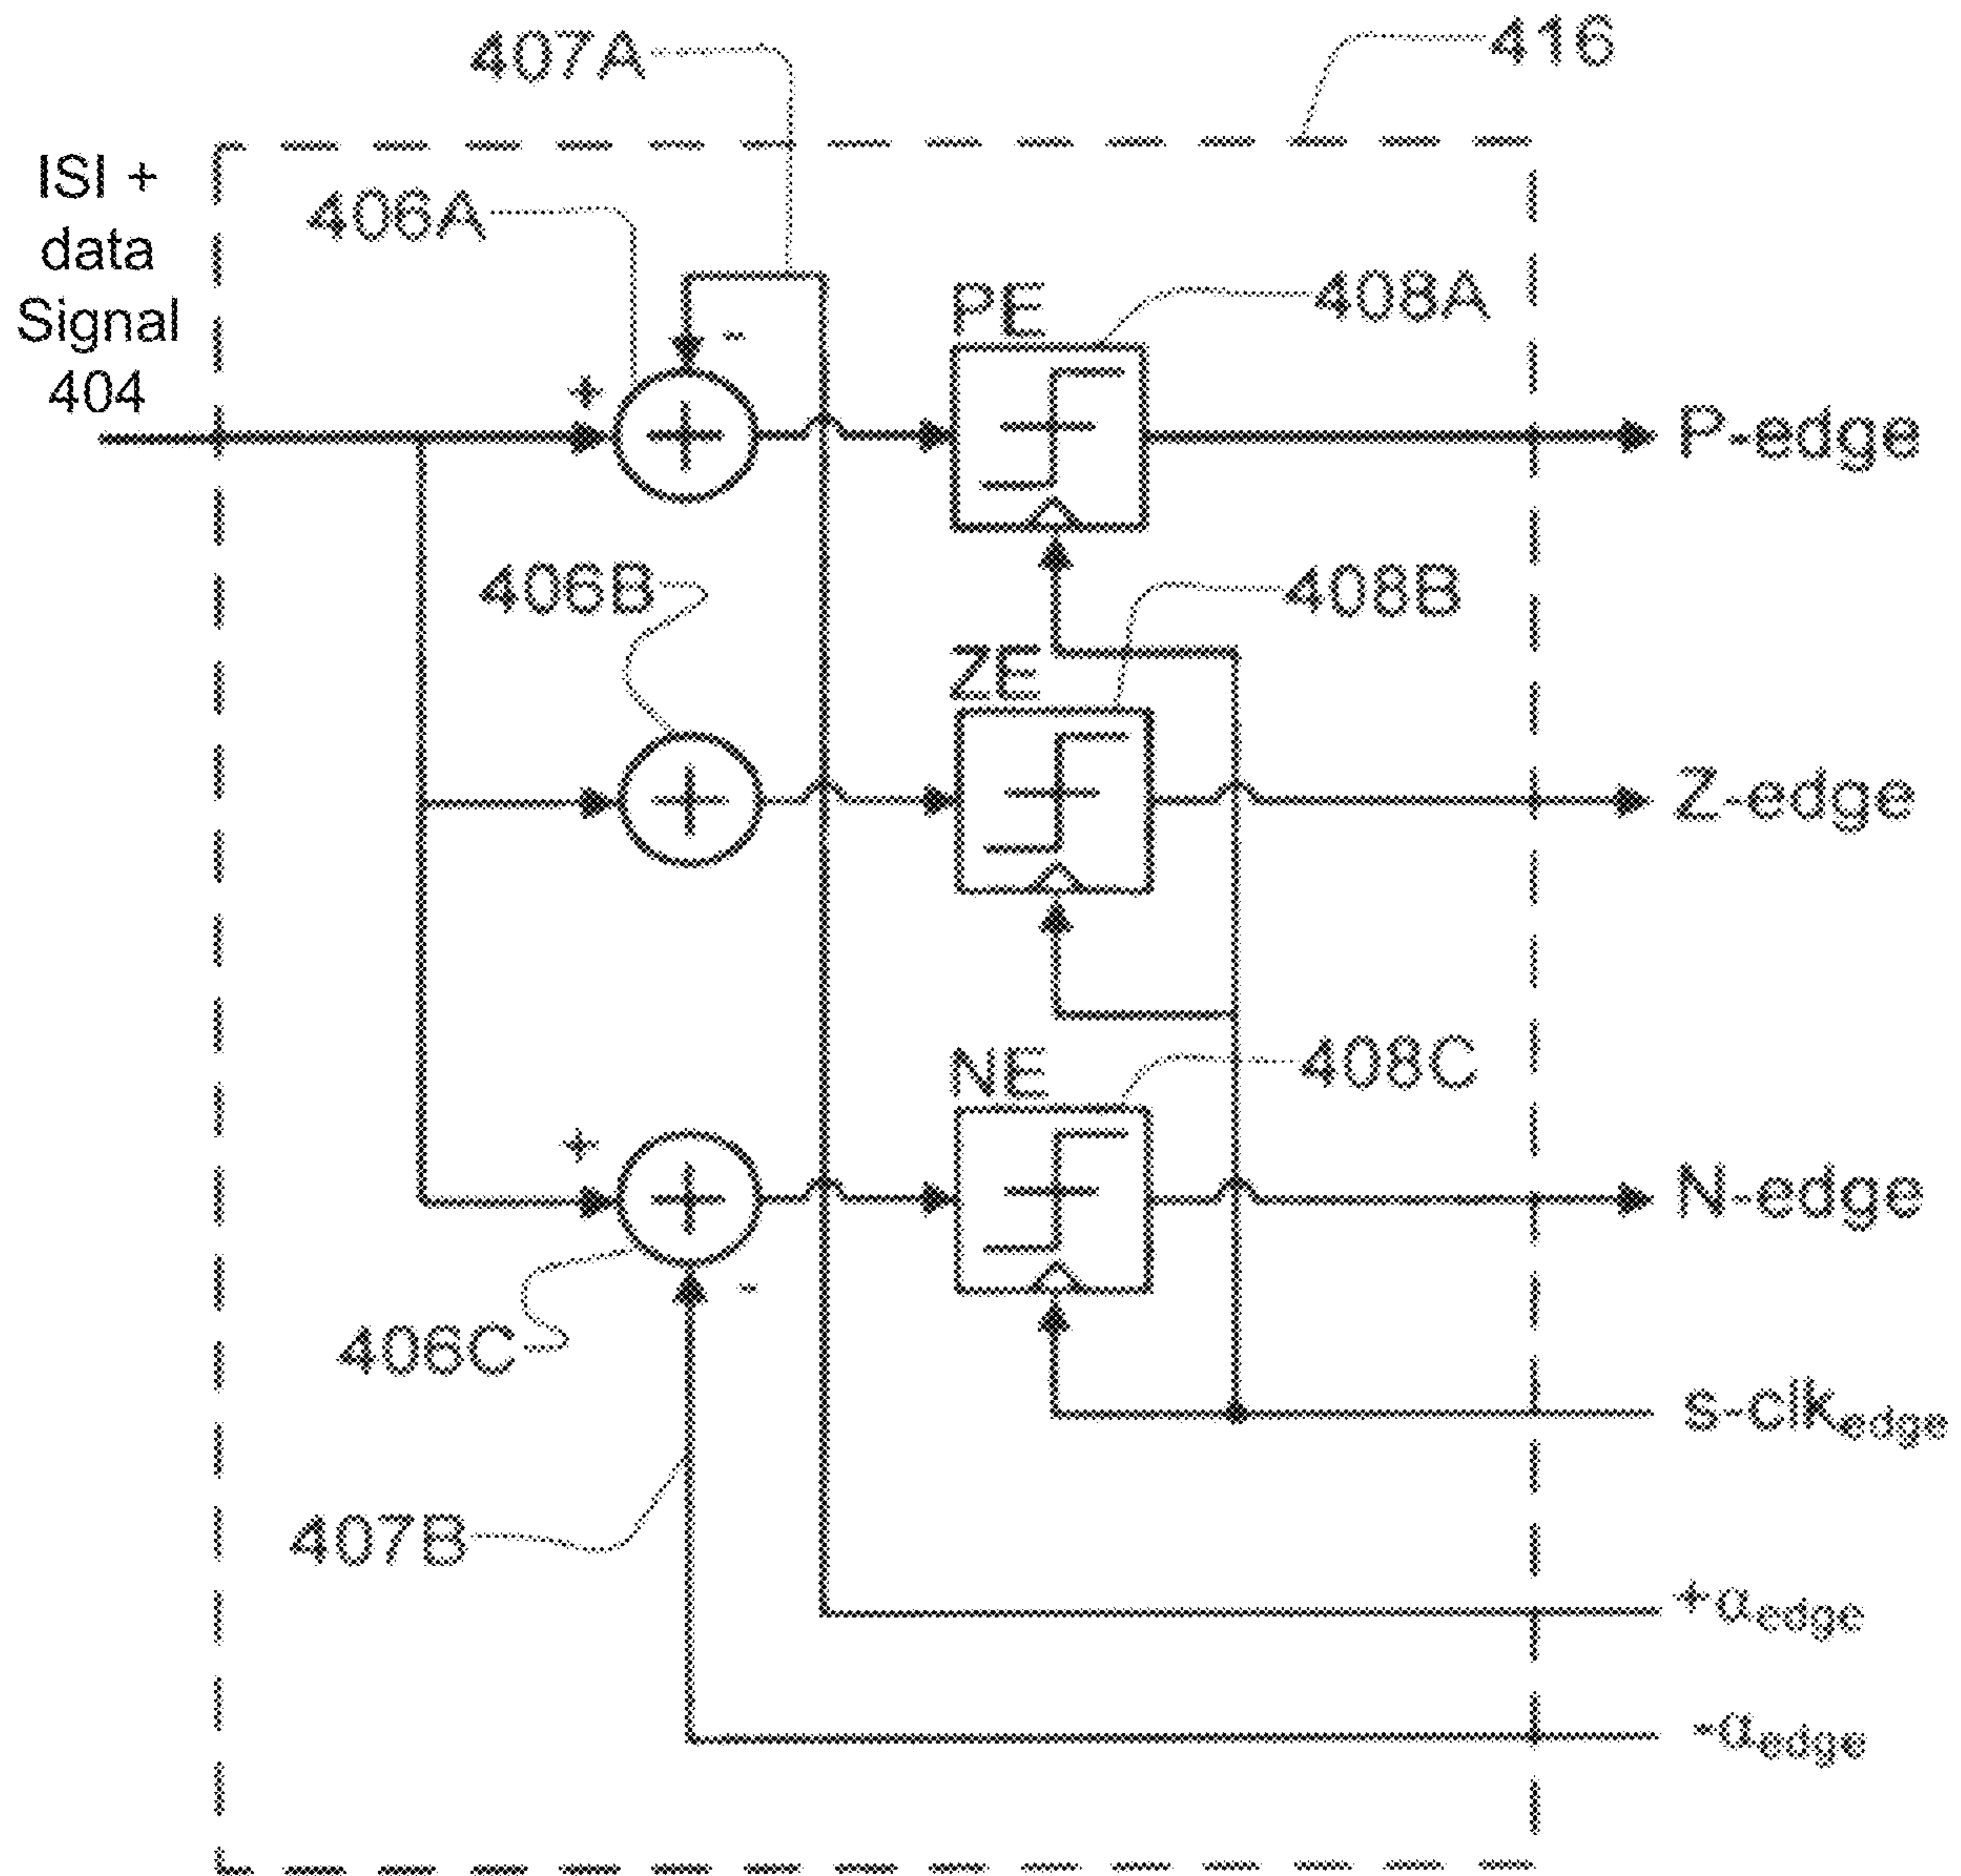 407A
416
ISI +
data
Signal
404
406A
-
+
PE
408A
P-edge
406B
408B
ZE
Z-edge
NE
408C
+
N-edge
-
406C
s-clkedge
407B
+αedge
-αedge